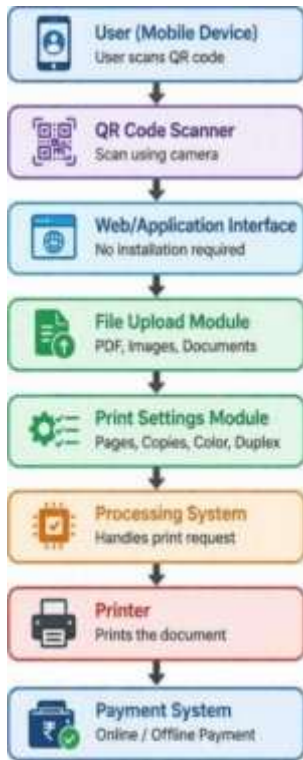 User (Mobile Device)
User scans QR code
QR Code Scanner
Scan using camera
Web/Application Interface
No installation required
File Upload Module
PDF, Images, Documents
Print Settings Module
Pages, Copies, Color, Duplex
Processing System
Handles print request
Printer
Prints the document
Payment System
₹
Online / Offline Payment